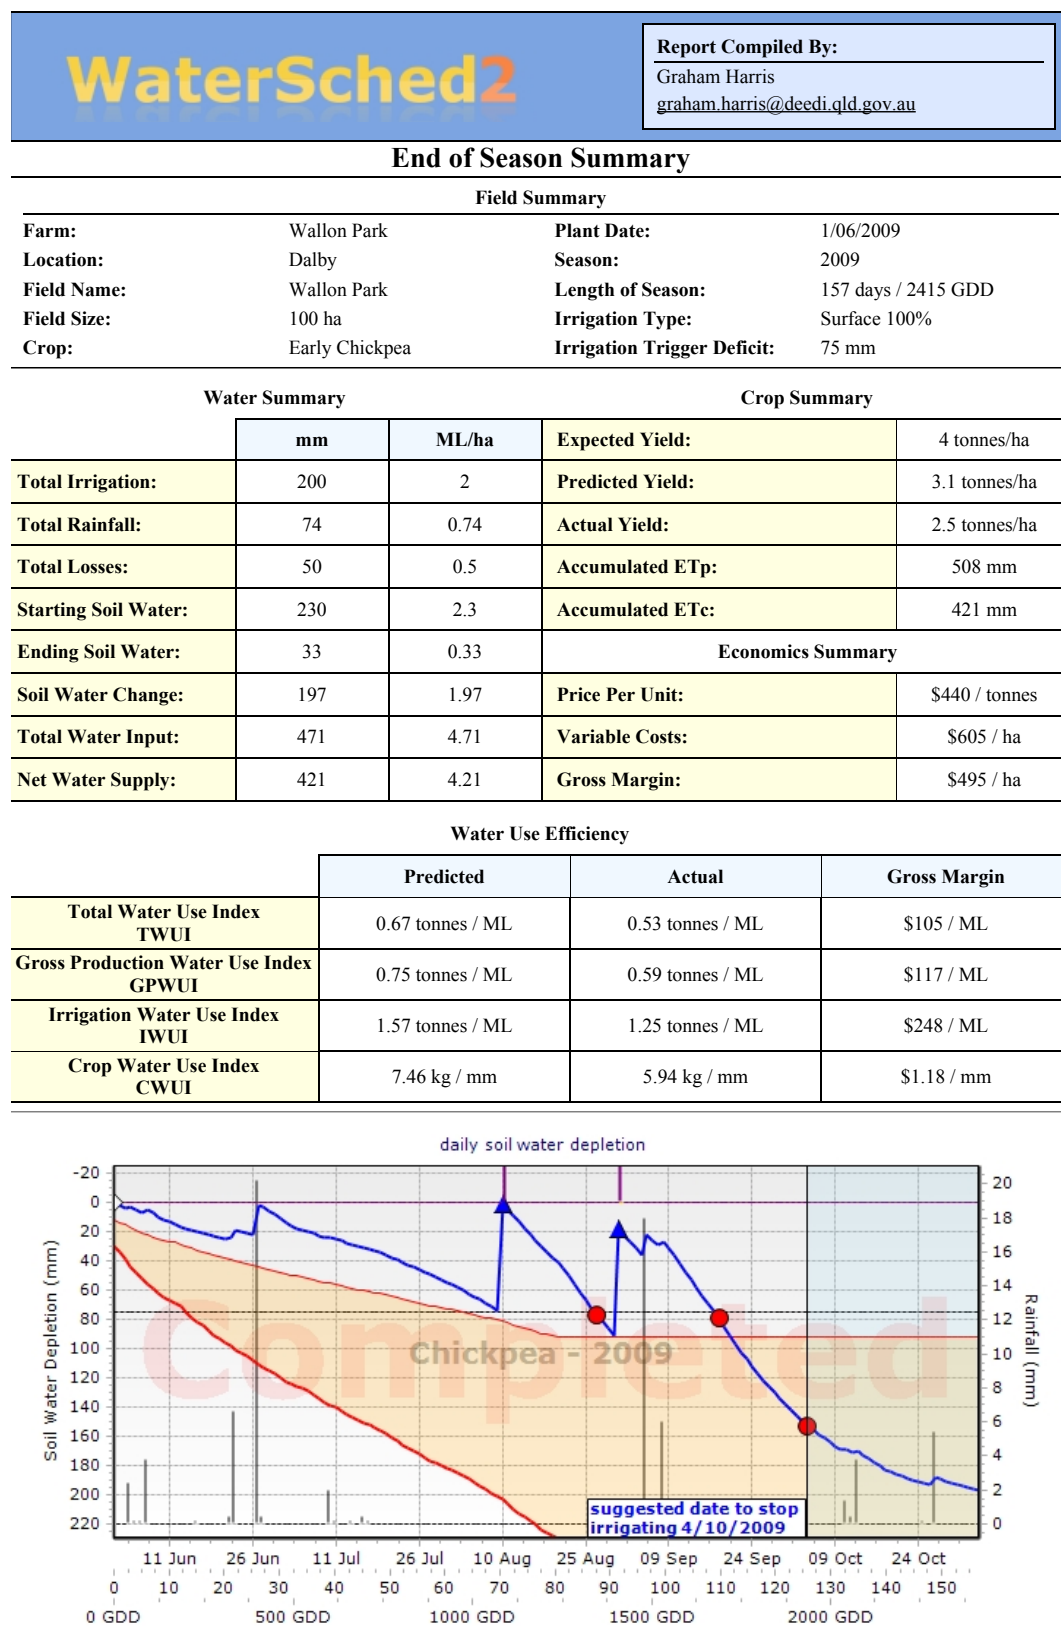 WaterSched2
Report Compiled By:
Graham Harris
graham.harris@deedi.qld.gov.au
End of Season Summary
Field Summary
Farm: Wallon Park Plant Date: 1/06/2009
Location: Dalby Season: 2009
Field Name: Wallon Park Length of Season: 157 days / 2415 GDD
Field Size: 100 ha Irrigation Type: Surface 100%
Crop: Early Chickpea Irrigation Trigger Deficit: 75 mm
Water Summary Crop Summary
mm ML/ha Expected Yield: 4 tonnes/ha
Total Irrigation: 200 2 Predicted Yield: 3.1 tonnes/ha
Total Rainfall: 74 0.74 Actual Yield: 2.5 tonnes/ha
Total Losses: 50 0.5 Accumulated ETp: 508 mm
Starting Soil Water: 230 2.3 Accumulated ETc: 421 mm
Ending Soil Water: 33 0.33 Economics Summary
Soil Water Change: 197 1.97 Price Per Unit: $440 / tonnes
Total Water Input: 471 4.71 Variable Costs: $605 / ha
Net Water Supply: 421 4.21 Gross Margin: $495 / ha
Water Use Efficiency
Predicted Actual Gross Margin
Total Water Use Index
TWUI 0.67 tonnes / ML 0.53 tonnes / ML $105 / ML
Gross Production Water Use Index
GPWUI 0.75 tonnes / ML 0.59 tonnes / ML $117 / ML
Irrigation Water Use Index
IWUI 1.57 tonnes / ML 1.25 tonnes / ML $248 / ML
Crop Water Use Index
CWUI 7.46 kg / mm 5.94 kg / mm $1.18 / mm
daily soil water depletion
-20
0
20
40
60
80
100
120
140
160
180
200
220
Soil Water Depletion (mm)
20
18
16
14
12
10
8
6
4
2
0
Rainfall (mm)
Completed
Chickpea - 2009
suggested date to stop
irrigating 4/10/2009
11 Jun 26 Jun 11 Jul 26 Jul 10 Aug 25 Aug 09 Sep 24 Sep 09 Oct 24 Oct
0 10 20 30 40 50 60 70 80 90 100 110 120 130 140 150
0 GDD 500 GDD 1000 GDD 1500 GDD 2000 GDD